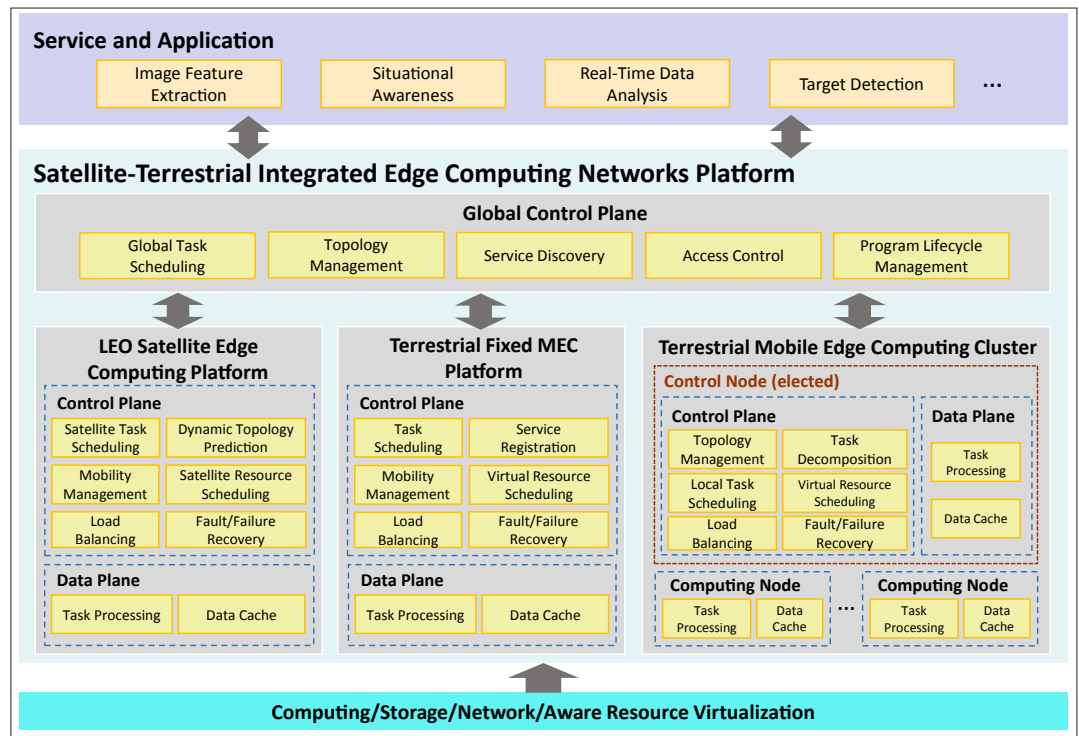 Service and Application
Image Feature
Extraction
Situational
Awareness
Real-Time Data
Analysis
Target Detection
...
Satellite-Terrestrial Integrated Edge Computing Networks Platform
Global Control Plane
Global Task
Scheduling
Topology
Management
Service Discovery
Access Control
Program Lifecycle
Management
LEO Satellite Edge
Computing Platform
Control Plane
Satellite Task
Scheduling
Dynamic Topology
Prediction
Mobility
Management
Satellite Resource
Scheduling
Load
Balancing
Fault/Failure
Recovery
Data Plane
Task Processing
Data Cache
Terrestrial Fixed MEC
Platform
Control Plane
Task
Scheduling
Service
Registration
Mobility
Management
Virtual Resource
Scheduling
Load
Balancing
Fault/Failure
Recovery
Data Plane
Task Processing
Data Cache
Terrestrial Mobile Edge Computing Cluster
Control Node (elected)
Control Plane
Topology
Management
Task
Decomposition
Local Task
Scheduling
Virtual Resource
Scheduling
Load
Balancing
Fault/Failure
Recovery
Data Plane
Task
Processing
Data Cache
Computing Node
Task
Processing
Data
Cache
...
Computing Node
Task
Processing
Data
Cache
Computing/Storage/Network/Aware Resource Virtualization